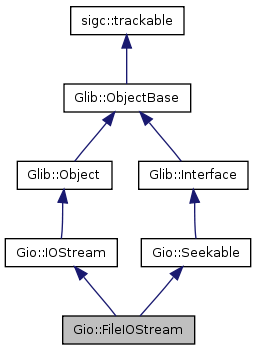 sigc::trackable
Glib::ObjectBase
Glib::Object
Glib::Interface
Gio::IOStream
Gio::Seekable
Gio::FileIOStream